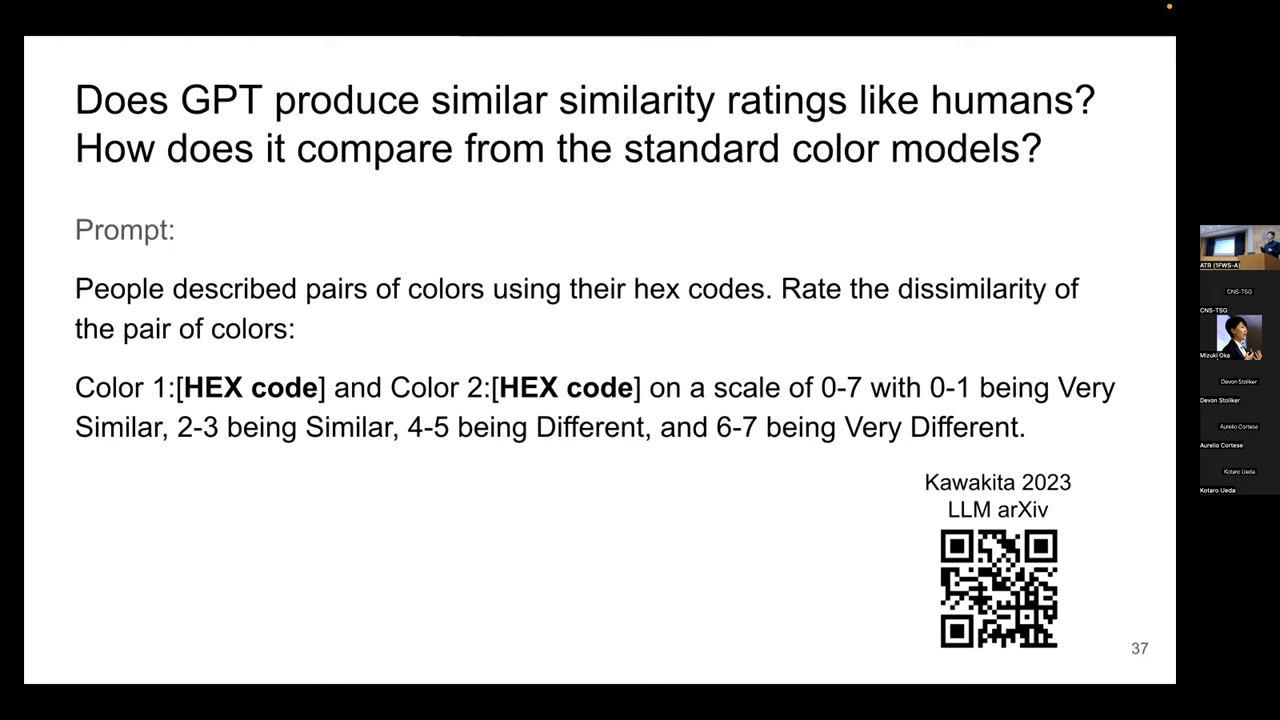 Does GPT produce similar similarity ratings like humans?
How does it compare from the standard color models?
Prompt:
People described pairs of colors using their hex codes. Rate the dissimilarity of
the pair of colors:
Color 1:[HEX code] and Color 2:[HEX code] on a scale of 0-7 with 0-1 being Very
Similar, 2-3 being Similar, 4-5 being Different, and 6-7 being Very Different.
Kawakita 2023
LLM arXiv
37
ATR (1FWS-A)
CNS-TSG
CNS-TSG
Mizuki Oka
Devon Stoliker
Devon Stoliker
Aurelio Cortese
Aurelio Cortese
Kotaro Ueda
Kotaro Ueda